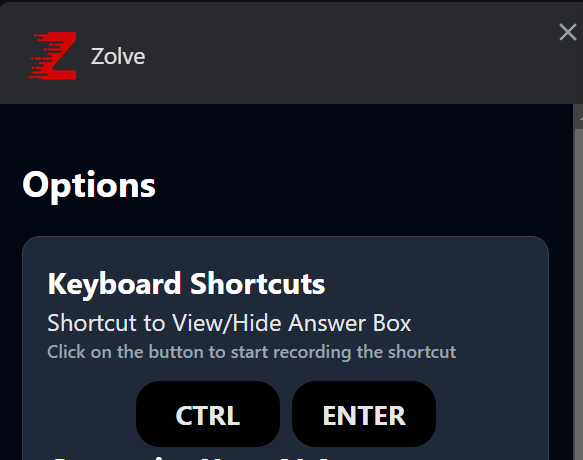 Z
Zolve
Options
Keyboard Shortcuts
Shortcut to View/Hide Answer Box
Click on the button to start recording the shortcut
CTRL ENTER